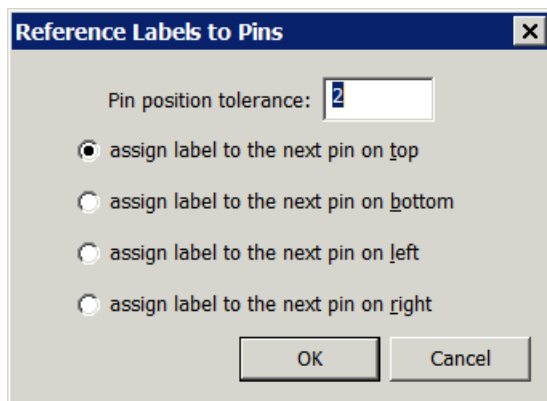 Reference Labels to Pins
Pin position tolerance: 2
assign label to the next pin on top
assign label to the next pin on bottom
assign label to the next pin on left
assign label to the next pin on right
OK Cancel